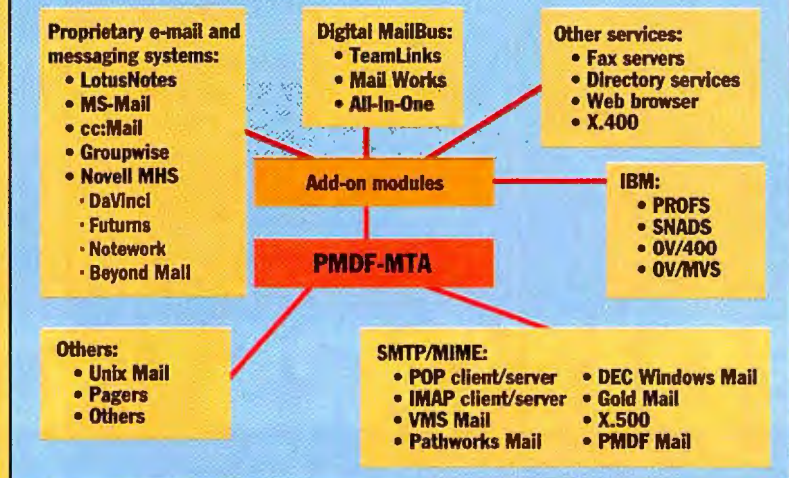 Proprietary e-mail and
messaging systems:
• LotusNotes
• MS-Mail
• cc:Mail
• Groupwise
• Novell MHS
• DaVinci
• Futurns
• Notework
• Beyond Mail
Digital MailBus:
• TeamLinks
• Mail Works
• All-In-One
Other services:
• Fax servers
• Directory services
• Web browser
• X.400
Add-on modules
IBM:
• PROFS
• SNADS
• OV/400
• OV/MVS
PMDF-MTA
Others:
• Unix Mail
• Pagers
• Others
SMTP/MIME:
• POP client/server
• IMAP client/server
• VMS Mail
• Pathworks Mail
• DEC Windows Mail
• Gold Mail
• X.500
• PMDF Mail